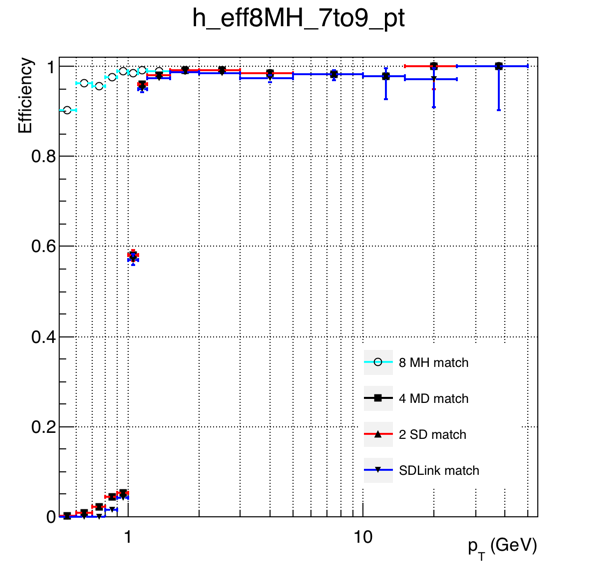 h_eff8MH_7to9_pt
Efficiency
1
0.8
0.6
0.4
0.2
0
8 MH match
4 MD match
2 SD match
SDLink match
1 10
p_T (GeV)